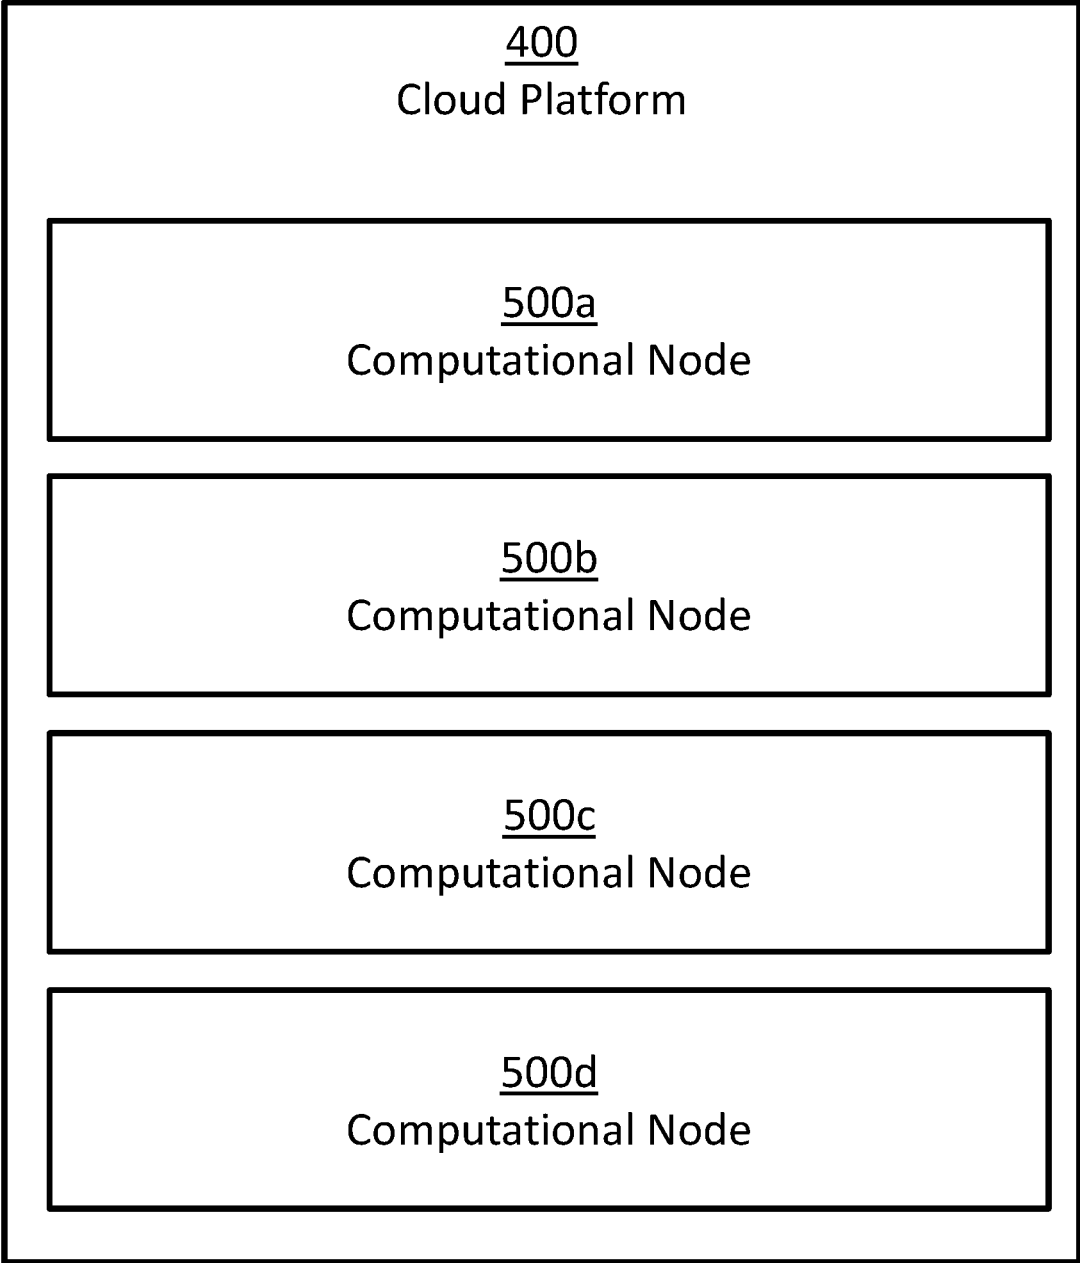 400
Cloud Platform
500a
Computational Node
500b
Computational Node
500c
Computational Node
500d
Computational Node